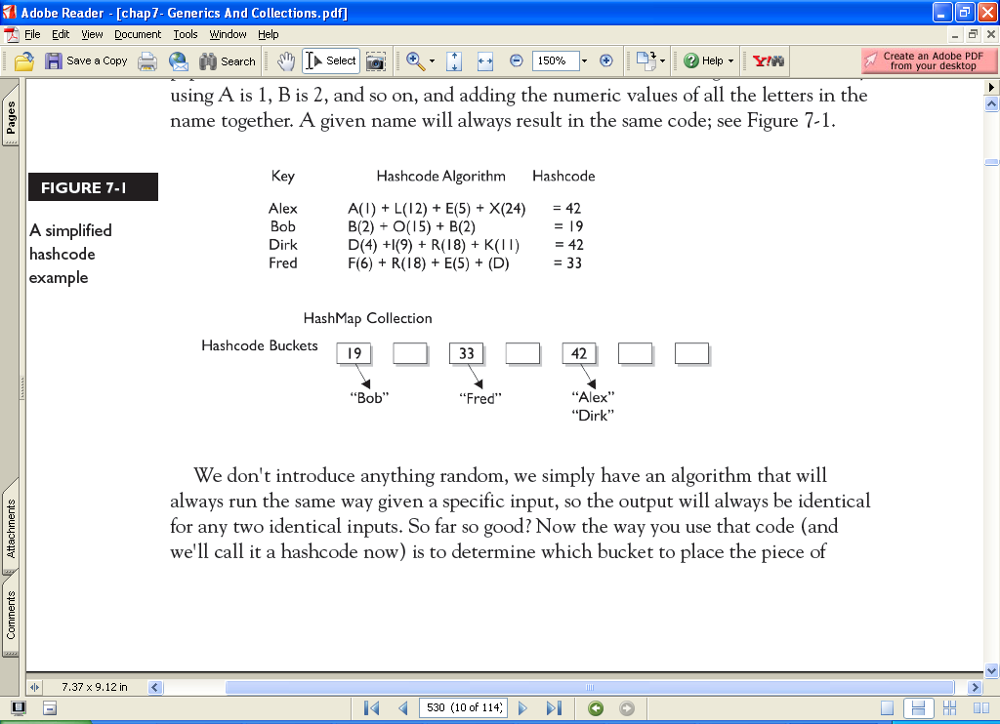 Adobe Reader - [chap7- Generics And Collections.pdf]
File Edit View Document Tools Window Help
Save a Copy Search Select 150% Help Y! Create an Adobe PDF
from your desktop
using A is 1, B is 2, and so on, and adding the numeric values of all the letters in the
name together. A given name will always result in the same code; see Figure 7-1.
FIGURE 7-1
A simplified
hashcode
example
Key Hashcode Algorithm Hashcode
Alex A(1) + L(12) + E(5) + X(24) = 42
Bob B(2) + O(15) + B(2) = 19
Dirk D(4) +I(9) + R(18) + K(11) = 42
Fred F(6) + R(18) + E(5) + (D) = 33
HashMap Collection
Hashcode Buckets 19 33 42
“Bob” “Fred” “Alex”
“Dirk”
We don't introduce anything random, we simply have an algorithm that will
always run the same way given a specific input, so the output will always be identical
for any two identical inputs. So far so good? Now the way you use that code (and
we'll call it a hashcode now) is to determine which bucket to place the piece of
Pages
Attachments
Comments
7.37 x 9.12 in
530 (10 of 114)